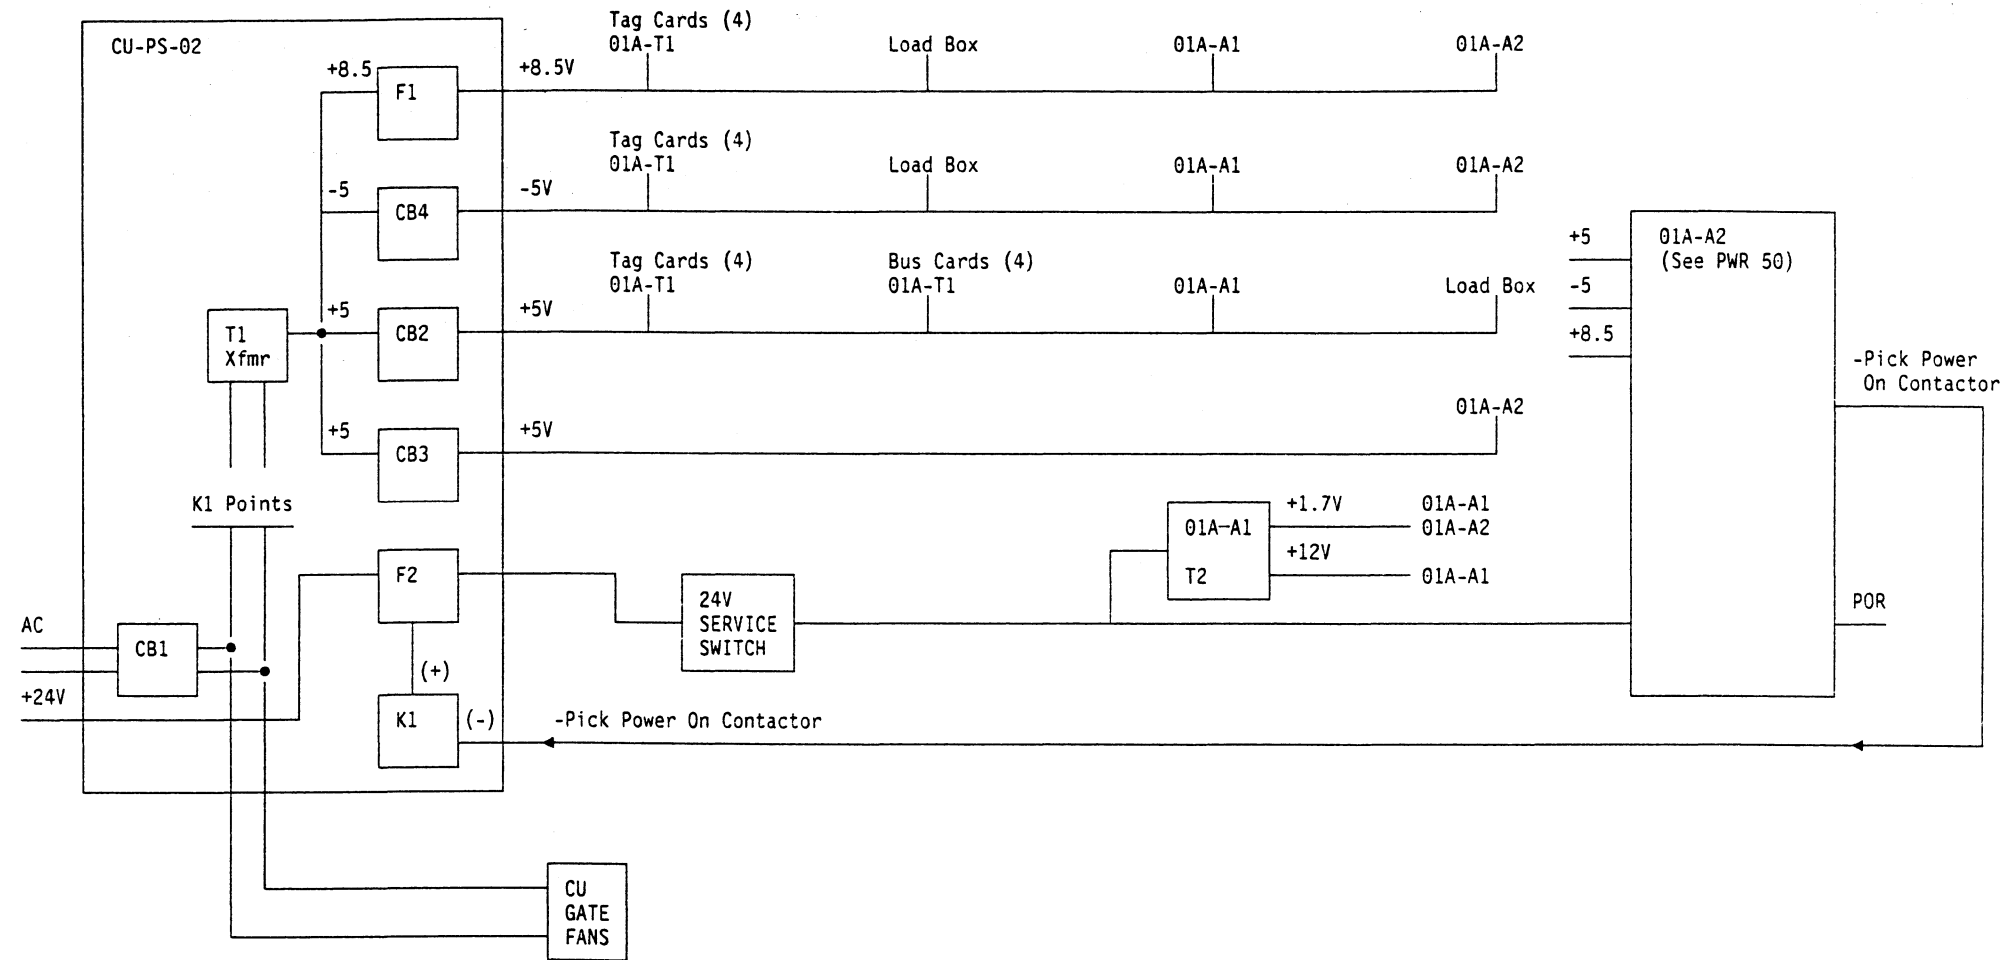 CU-PS-02
+8.5
F1
+8.5V
Tag Cards (4)
01A-T1
Load Box
01A-A1
01A-A2
-5
CB4
-5V
Tag Cards (4)
01A-T1
Load Box
01A-A1
01A-A2
T1
Xfmr
+5
CB2
+5V
Tag Cards (4)
01A-T1
Bus Cards (4)
01A-T1
01A-A1
Load Box
+5
CB3
+5V
01A-A2
+5
-5
+8.5
01A-A2
(See PWR 50)
-Pick Power
On Contactor
K1 Points
F2
24V
SERVICE
SWITCH
01A-A1
T2
+1.7V
01A-A1
01A-A2
+12V
01A-A1
POR
AC
CB1
+24V
(+)
K1
(-)
-Pick Power On Contactor
CU
GATE
FANS